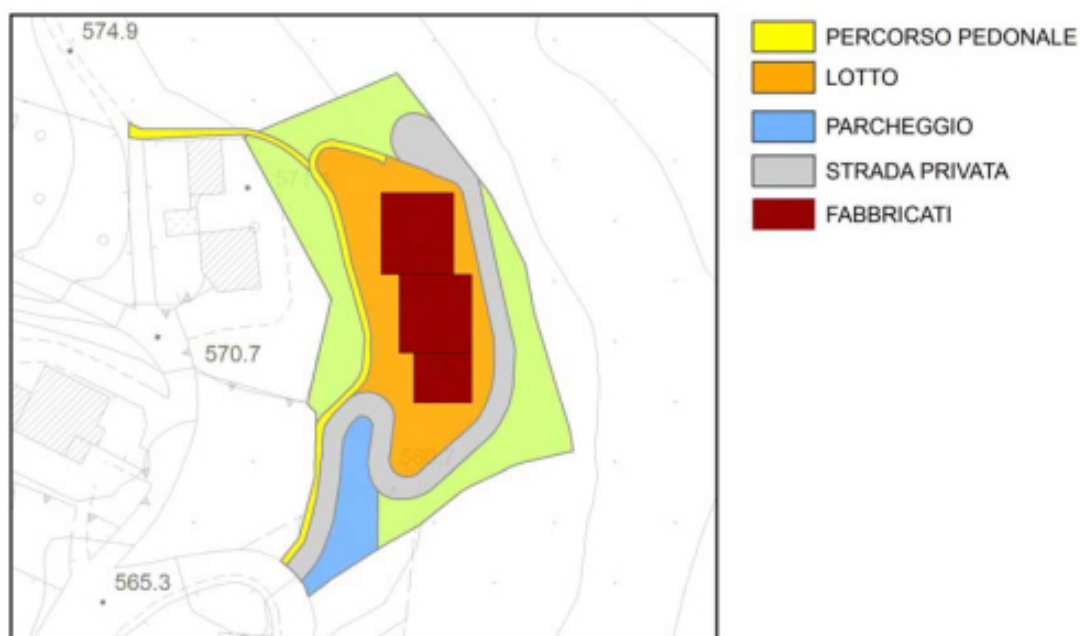 574.9
PERCORSO PEDONALE
LOTTO
PARCHEGGIO
STRADA PRIVATA
FABBRICATI
570.7
565.3